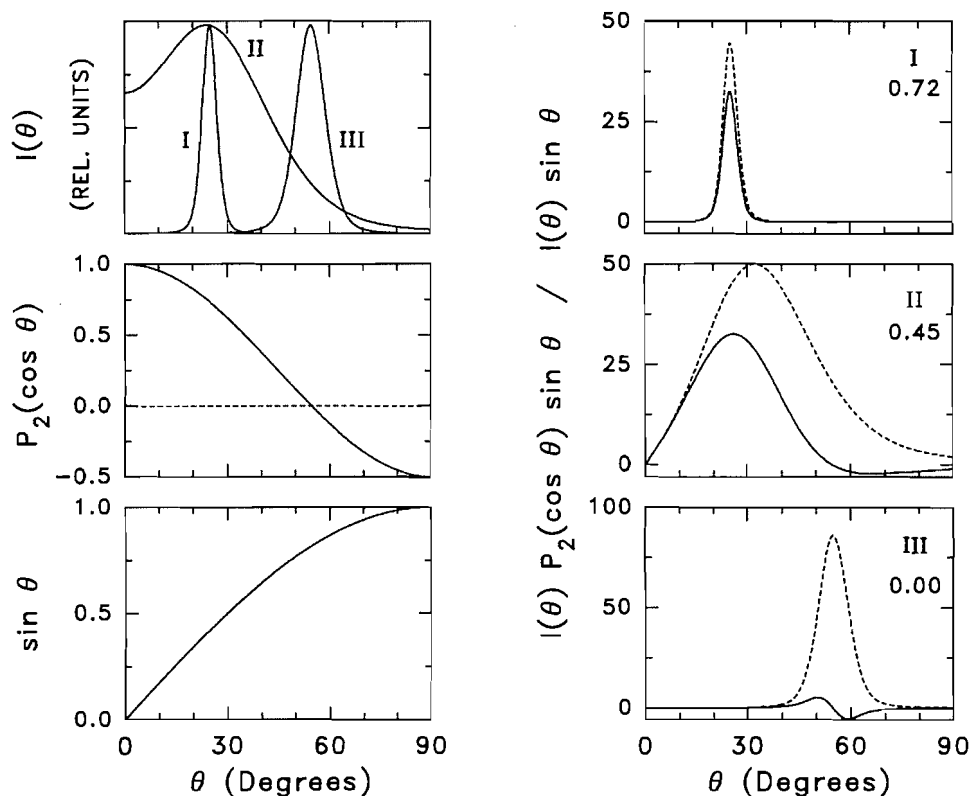 I(θ)
(REL. UNITS)
I
II
III
1.0
0.5
0.0
-0.5
P₂(cos θ)
1.0
0.5
0.0
sin θ
0 30 60 90
θ (Degrees)
I(θ) P₂(cos θ) sin θ / I(θ) sin θ
50
25
0
I
0.72
50
25
0
II
0.45
100
50
0
III
0.00
0 30 60 90
θ (Degrees)